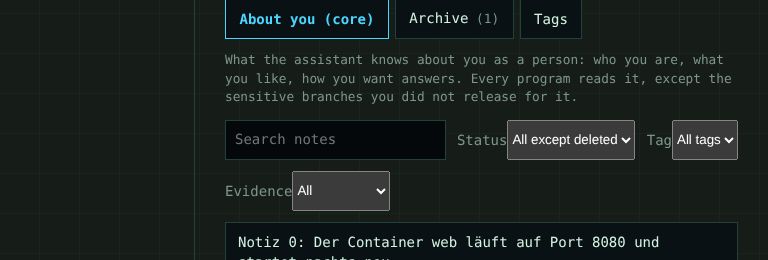 About you (core) Archive (1) Tags
What the assistant knows about you as a person: who you are, what
you like, how you want answers. Every program reads it, except the
sensitive branches you did not release for it.
Search notes Status All except deleted Tag All tags
Evidence All
Notiz 0: Der Container web läuft auf Port 8080 und
startet nachts neu